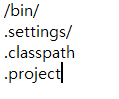 /bin/
.settings/
.classpath
.project